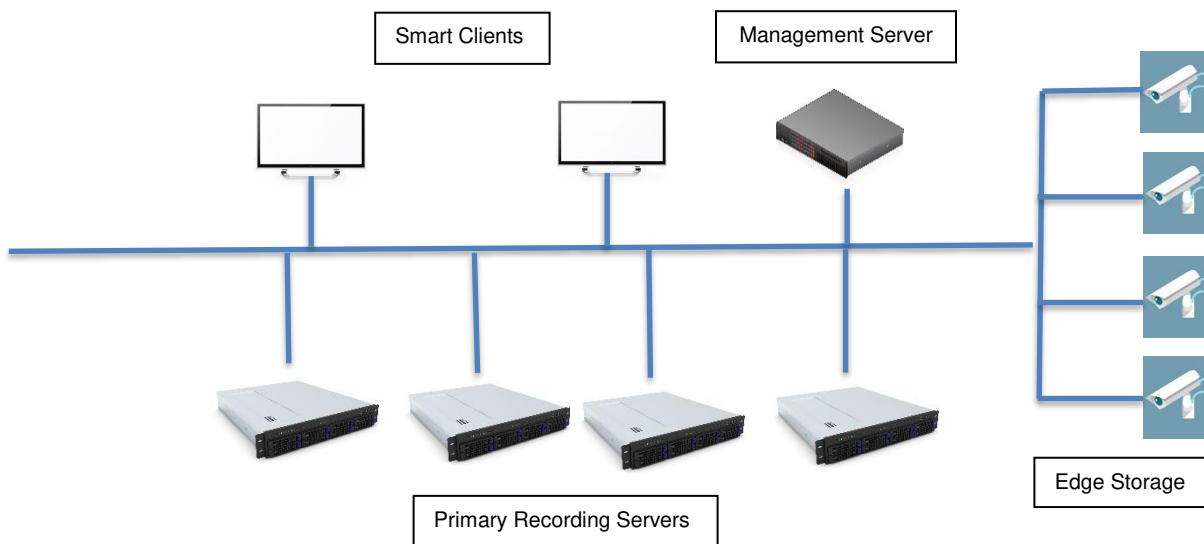 Smart Clients
Management Server
Edge Storage
Primary Recording Servers